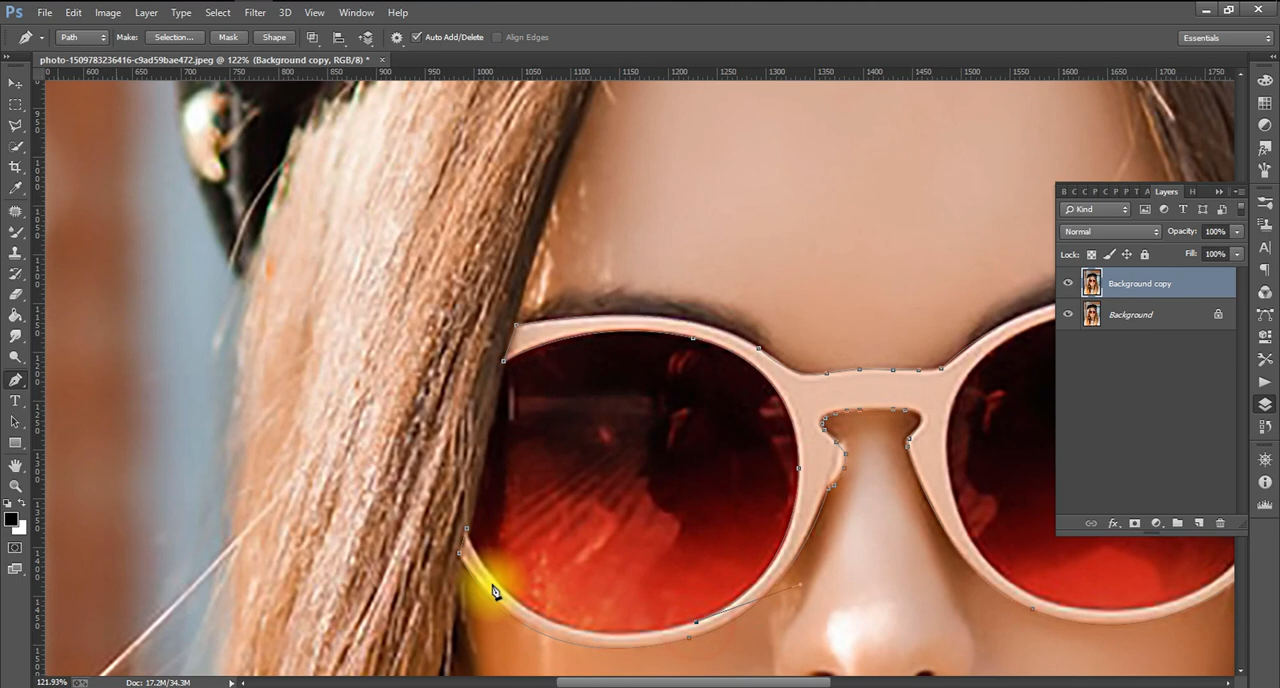 Ps File Edit Image Layer Type Select Filter 3D View Window Help
Path Make: Selection... Mask Shape Auto Add/Delete Align Edges Essentials
photo-1509783236416-c9ad59bae472.jpeg @ 122% (Background copy, RGB/8) *
600 650 700 750 800 850 900 950 1000 1050 1100 1150 1200 1250 1300 1350 1400 1450 1500 1550 1600 1650 1700 1750
B C C P C P P T A Layers H
Kind
Normal Opacity: 100%
Lock: Fill: 100%
Background copy
Background
121.93% Doc: 17.2M/34.3M